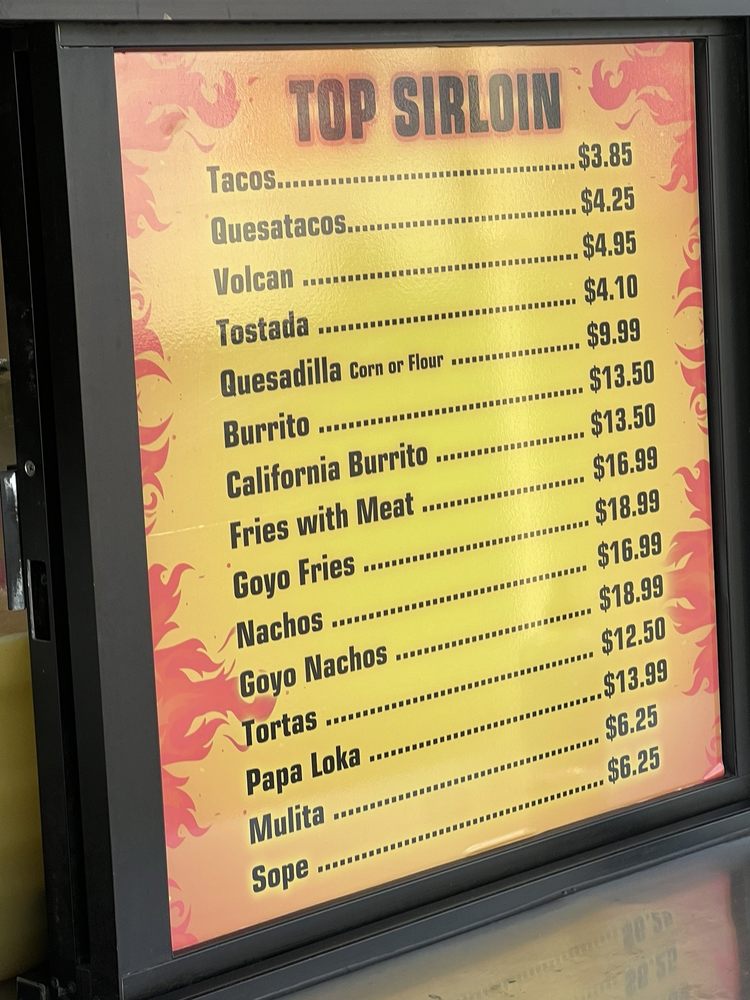 TOP SIRLOIN
Tacos..........................................$3.85
Quesatacos................................$4.25
Volcan ......................................$4.95
Tostada ....................................$4.10
Quesadilla Corn or Flour ..................$9.99
Burrito .....................................$13.50
California Burrito .....................$13.50
Fries with Meat .......................$16.99
Goyo Fries ...............................$18.99
Nachos ...................................$16.99
Goyo Nachos ..........................$18.99
Tortas .....................................$12.50
Papa Loka ...............................$13.99
Mulita .....................................$6.25
Sope .......................................$6.25